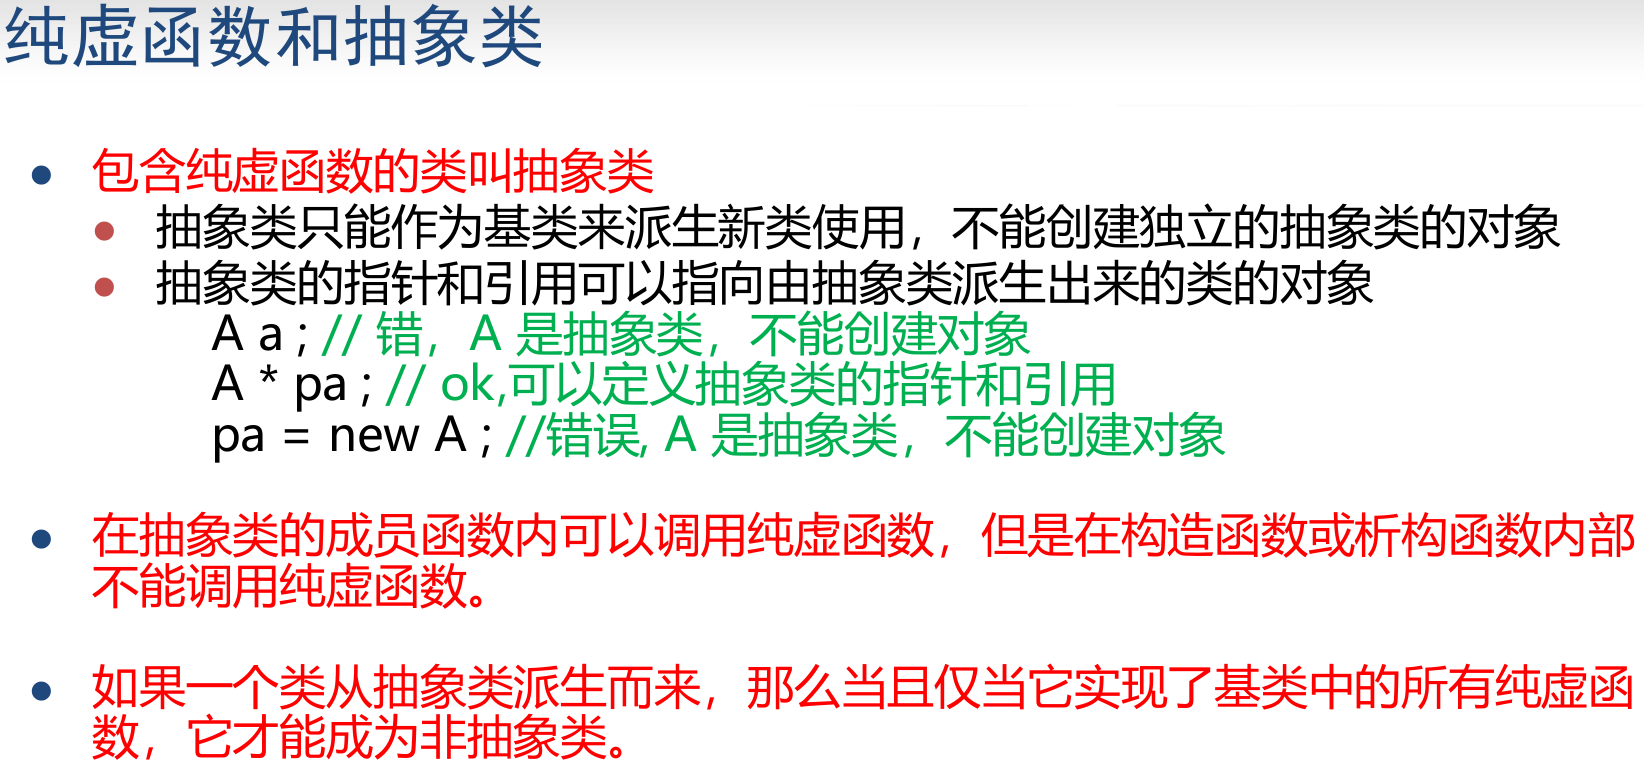 纯虚函数和抽象类
包含纯虚函数的类叫抽象类
抽象类只能作为基类来派生新类使用，不能创建独立的抽象类的对象
抽象类的指针和引用可以指向由抽象类派生出来的类的对象
A a ; // 错，A 是抽象类，不能创建对象
A * pa ; // ok,可以定义抽象类的指针和引用
pa = new A ; //错误, A 是抽象类，不能创建对象
在抽象类的成员函数内可以调用纯虚函数，但是在构造函数或析构函数内部
不能调用纯虚函数。
如果一个类从抽象类派生而来，那么当且仅当它实现了基类中的所有纯虚函
数，它才能成为非抽象类。